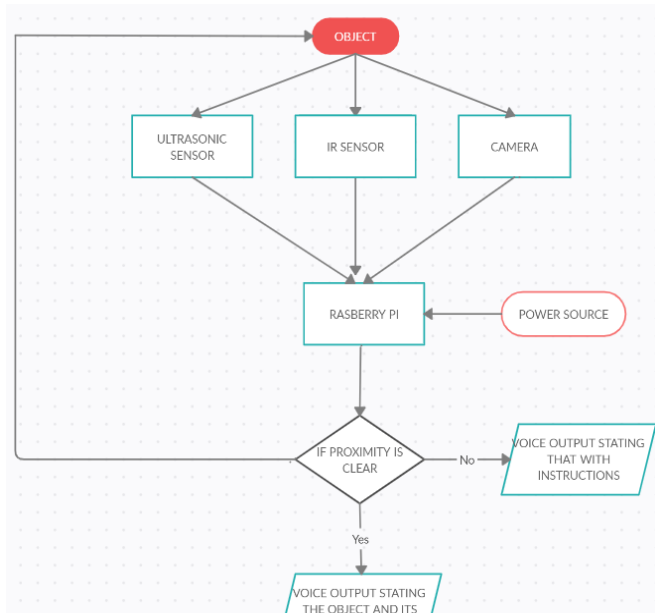 OBJECT
ULTRASONIC
SENSOR
IR SENSOR
CAMERA
RASBERRY PI
POWER SOURCE
IF PROXIMITY IS
CLEAR
No
VOICE OUTPUT STATING
THAT WITH
INSTRUCTIONS
Yes
VOICE OUTPUT STATING
THE OBJECT AND ITS